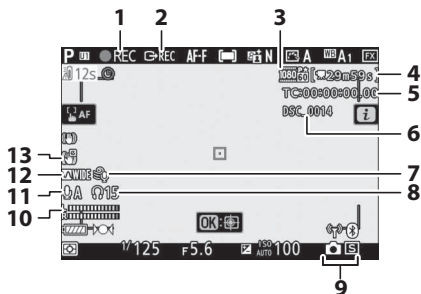 1 2 3
P U1 REC REC AF-F N A WB A1 FX
12s 1080 60 [29m59s] 4
TC:00:00:00.00 5
AF DSC_0014 i
6
13
12 WIDE 7
11 A 15 8
10
OK
1/125 F5.6 ISO AUTO 100 S
9